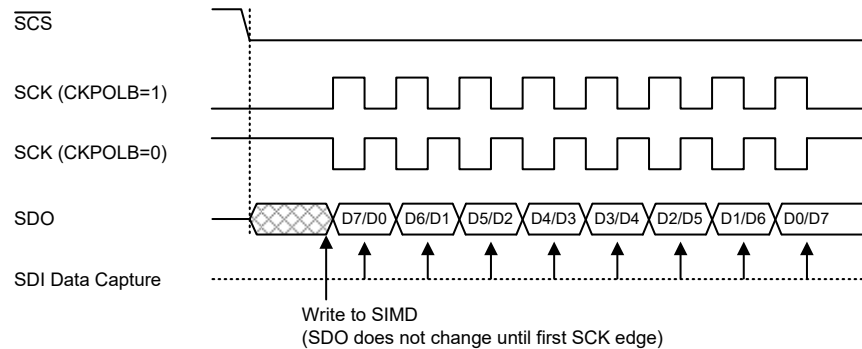 SCS
SCK (CKPOLB=1)
SCK (CKPOLB=0)
SDO D7/D0 D6/D1 D5/D2 D4/D3 D3/D4 D2/D5 D1/D6 D0/D7
SDI Data Capture
Write to SIMD
(SDO does not change until first SCK edge)